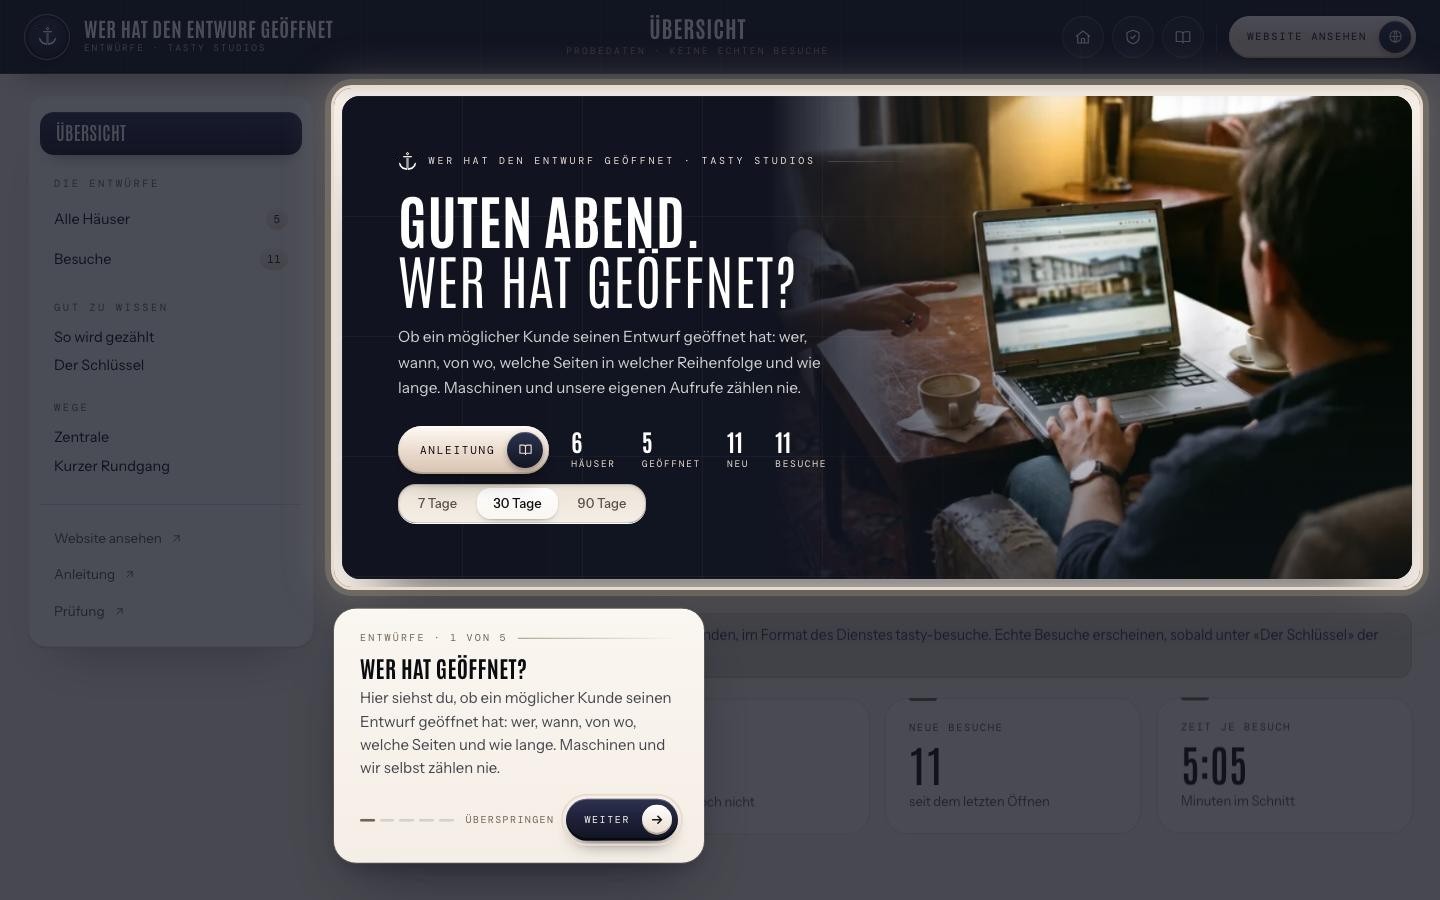 WER HAT DEN ENTWURF GEÖFFNET
ENTWÜRFE · TASTY STUDIOS
ÜBERSICHT
PROBEDATEN · KEINE ECHTEN BESUCHE
WEBSITE ANSEHEN
ÜBERSICHT
DIE ENTWÜRFE
Alle Häuser 5
Besuche 11
GUT ZU WISSEN
So wird gezählt
Der Schlüssel
WEGE
Zentrale
Kurzer Rundgang
Website ansehen
Anleitung
Prüfung
WER HAT DEN ENTWURF GEÖFFNET · TASTY STUDIOS
GUTEN ABEND.
WER HAT GEÖFFNET?
Ob ein möglicher Kunde seinen Entwurf geöffnet hat: wer,
wann, von wo, welche Seiten in welcher Reihenfolge und wie
lange. Maschinen und unsere eigenen Aufrufe zählen nie.
ANLEITUNG
6 5 11 11
HÄUSER GEÖFFNET NEU BESUCHE
7 Tage 30 Tage 90 Tage
ENTWÜRFE · 1 VON 5
WER HAT GEÖFFNET?
Hier siehst du, ob ein möglicher Kunde seinen
Entwurf geöffnet hat: wer, wann, von wo,
welche Seiten und wie lange. Maschinen und
wir selbst zählen nie.
ÜBERSPRINGEN
WEITER
im Format des Dienstes tasty-besuche. Echte Besuche erscheinen, sobald unter «Der Schlüssel» der
nicht
NEUE BESUCHE
11
seit dem letzten Öffnen
ZEIT JE BESUCH
5:05
Minuten im Schnitt